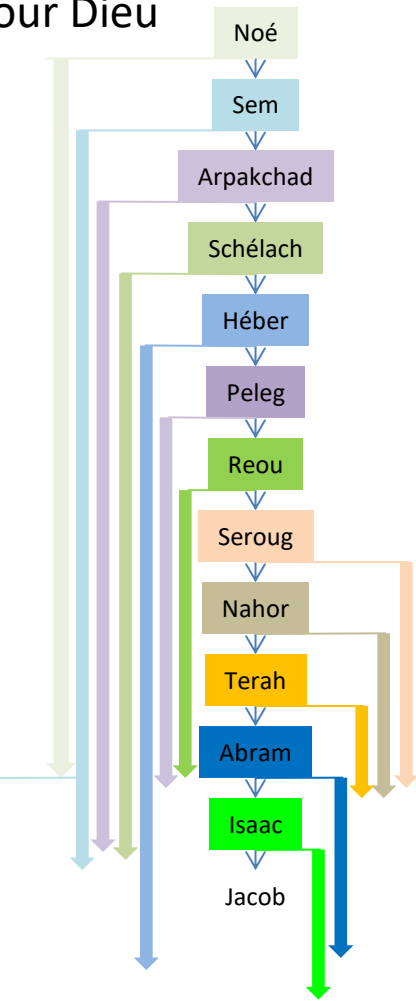 our Dieu
Noé
Sem
Arpakchad
Schélach
Héber
Peleg
Reou
Seroug
Nahor
Terah
Abram
Isaac
Jacob